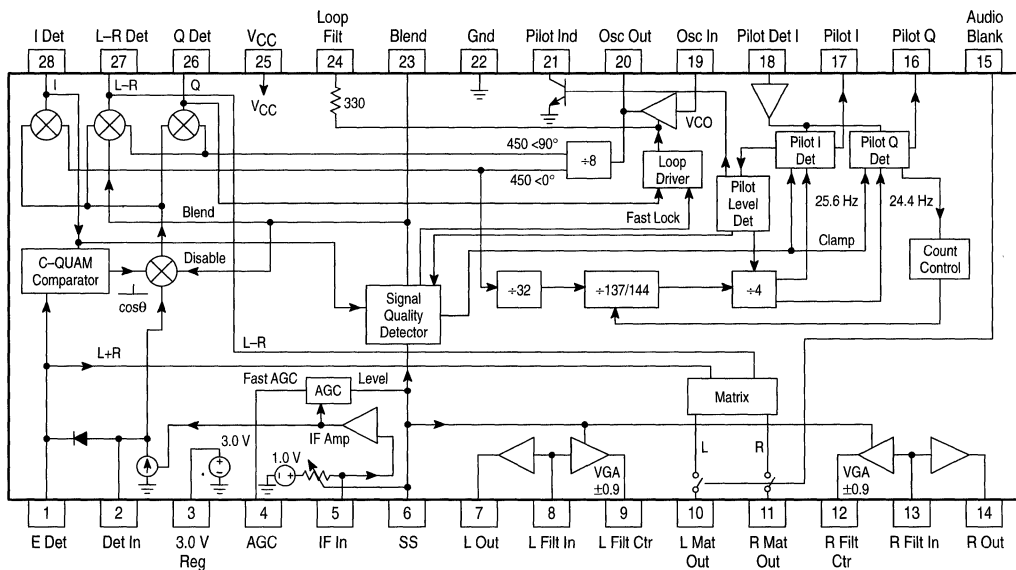 I Det
L–R Det
Q Det
VCC
Loop
Filt
Blend
Gnd
Pilot Ind
Osc Out
Osc In
Pilot Det I
Pilot I
Pilot Q
Audio
Blank
28
27
26
25
24
23
22
21
20
19
18
17
16
15
I
L–R
Q
VCC
330
VCO
450 <90°
÷8
450 <0°
Loop
Driver
Pilot I
Det
Pilot Q
Det
Pilot
Level
Det
25.6 Hz
24.4 Hz
Fast Lock
Blend
Clamp
Count
Control
C–QUAM
Comparator
Disable
I
cosθ
Signal
Quality
Detector
÷32
÷137/144
÷4
L+R
L–R
Fast AGC
AGC
Level
Matrix
IF Amp
3.0 V
1.0 V
L
R
VGA
±0.9
VGA
±0.9
1
2
3
4
5
6
7
8
9
10
11
12
13
14
E Det
Det In
3.0 V
Reg
AGC
IF In
SS
L Out
L Filt In
L Filt Ctr
L Mat
Out
R Mat
Out
R Filt
Ctr
R Filt In
R Out